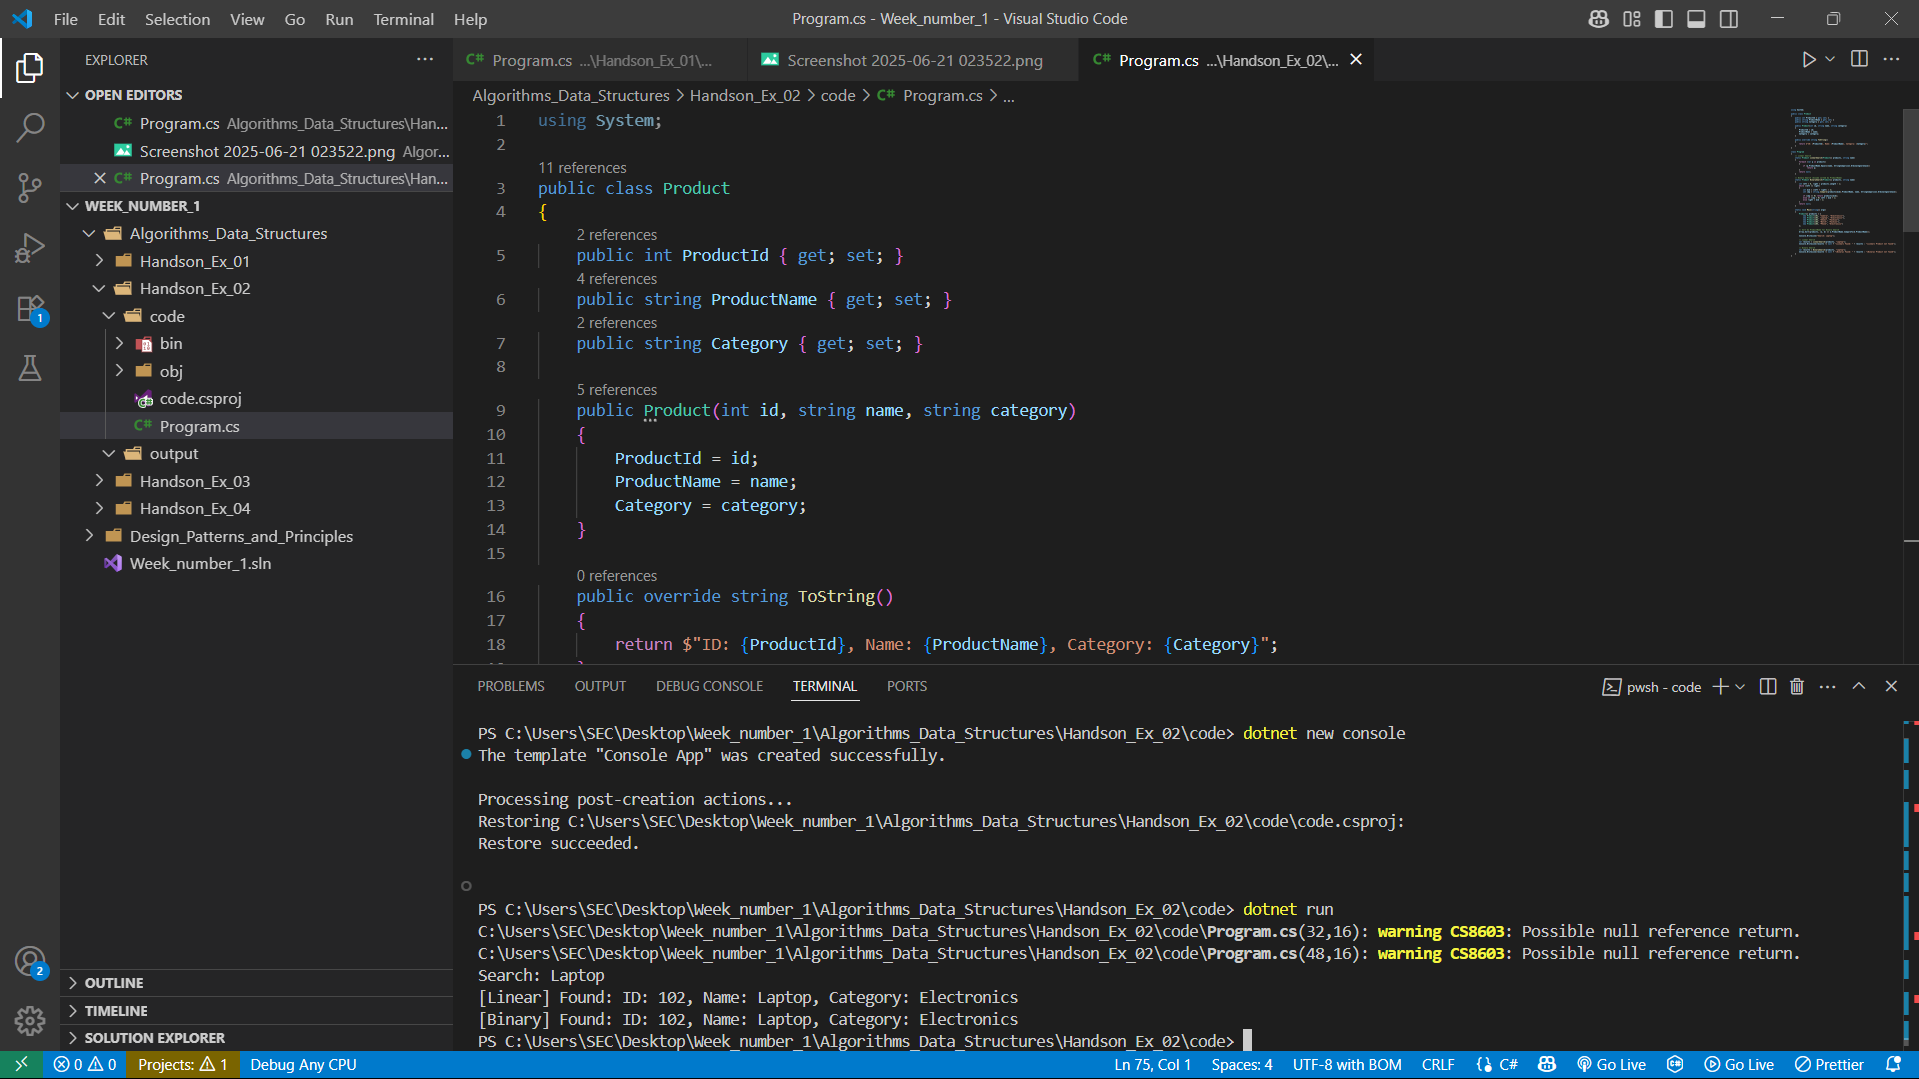 File Edit Selection View Go Run Terminal Help
Program.cs - Week_number_1 - Visual Studio Code
EXPLORER
OPEN EDITORS
C# Program.cs Algorithms_Data_Structures\Han...
Screenshot 2025-06-21 023522.png Algor...
C# Program.cs Algorithms_Data_Structures\Han...
WEEK_NUMBER_1
Algorithms_Data_Structures
Handson_Ex_01
Handson_Ex_02
code
bin
obj
code.csproj
C# Program.cs
output
Handson_Ex_03
Handson_Ex_04
Design_Patterns_and_Principles
Week_number_1.sln
1
2
OUTLINE
TIMELINE
SOLUTION EXPLORER
C# Program.cs ...\Handson_Ex_01\...
Screenshot 2025-06-21 023522.png
C# Program.cs ...\Handson_Ex_02\...
Algorithms_Data_Structures > Handson_Ex_02 > code > C# Program.cs > ...
1 using System;
2
11 references
3 public class Product
4 {
2 references
5 public int ProductId { get; set; }
4 references
6 public string ProductName { get; set; }
2 references
7 public string Category { get; set; }
8
5 references
9 public Product(int id, string name, string category)
10 {
11 ProductId = id;
12 ProductName = name;
13 Category = category;
14 }
15
0 references
16 public override string ToString()
17 {
18 return $"ID: {ProductId}, Name: {ProductName}, Category: {Category}";
PROBLEMS OUTPUT DEBUG CONSOLE TERMINAL PORTS
pwsh - code
PS C:\Users\SEC\Desktop\Week_number_1\Algorithms_Data_Structures\Handson_Ex_02\code> dotnet new console
The template "Console App" was created successfully.
Processing post-creation actions...
Restoring C:\Users\SEC\Desktop\Week_number_1\Algorithms_Data_Structures\Handson_Ex_02\code\code.csproj:
Restore succeeded.
PS C:\Users\SEC\Desktop\Week_number_1\Algorithms_Data_Structures\Handson_Ex_02\code> dotnet run
C:\Users\SEC\Desktop\Week_number_1\Algorithms_Data_Structures\Handson_Ex_02\code\Program.cs(32,16): warning CS8603: Possible null reference return.
C:\Users\SEC\Desktop\Week_number_1\Algorithms_Data_Structures\Handson_Ex_02\code\Program.cs(48,16): warning CS8603: Possible null reference return.
Search: Laptop
[Linear] Found: ID: 102, Name: Laptop, Category: Electronics
[Binary] Found: ID: 102, Name: Laptop, Category: Electronics
PS C:\Users\SEC\Desktop\Week_number_1\Algorithms_Data_Structures\Handson_Ex_02\code>
0 0 Projects: 1 Debug Any CPU
Ln 75, Col 1 Spaces: 4 UTF-8 with BOM CRLF {} C# Go Live Go Live Prettier